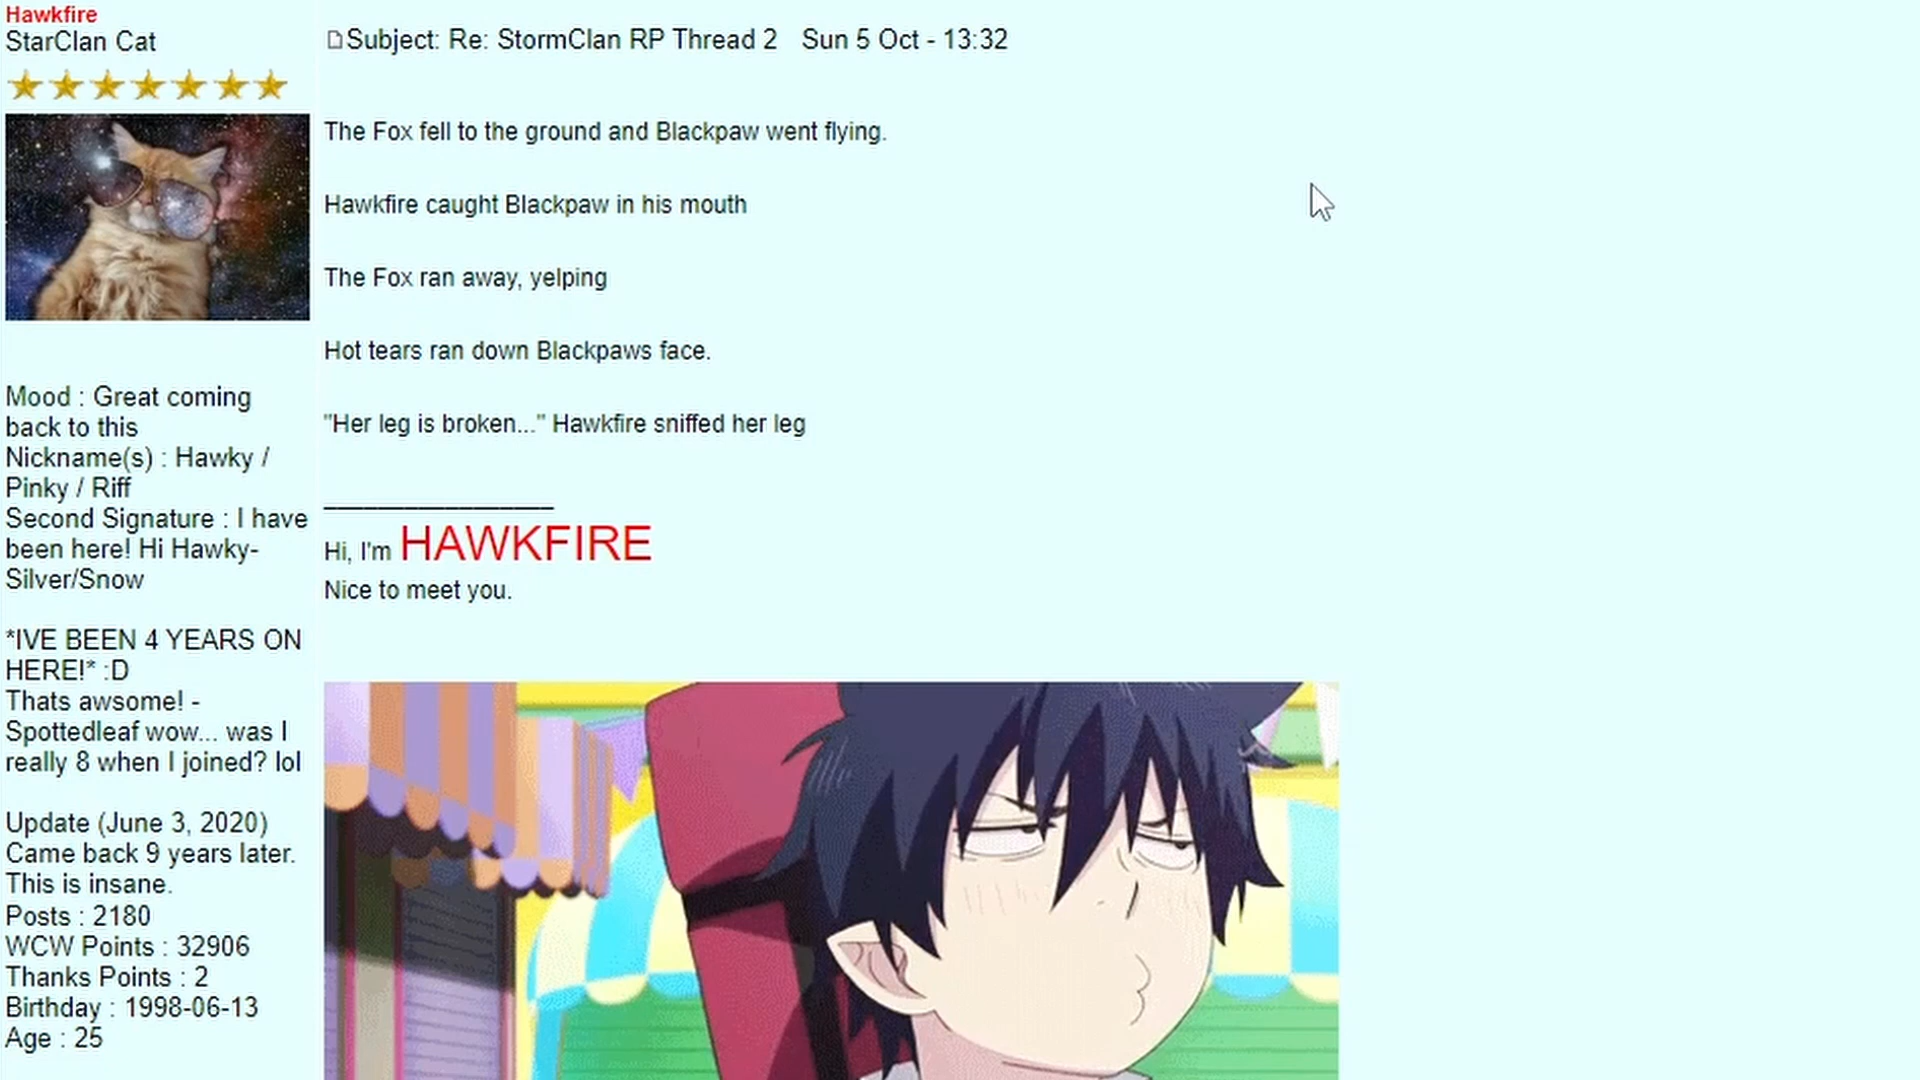 Hawkfire
StarClan Cat
Mood : Great coming
back to this
Nickname(s) : Hawky /
Pinky / Riff
Second Signature : I have
been here! Hi Hawky-
Silver/Snow
*IVE BEEN 4 YEARS ON
HERE!* :D
Thats awsome! -
Spottedleaf wow... was I
really 8 when I joined? lol
Update (June 3, 2020)
Came back 9 years later.
This is insane.
Posts : 2180
WCW Points : 32906
Thanks Points : 2
Birthday : 1998-06-13
Age : 25
Subject: Re: StormClan RP Thread 2 Sun 5 Oct - 13:32
The Fox fell to the ground and Blackpaw went flying.
Hawkfire caught Blackpaw in his mouth
The Fox ran away, yelping
Hot tears ran down Blackpaws face.
"Her leg is broken..." Hawkfire sniffed her leg
Hi, I'm HAWKFIRE
Nice to meet you.